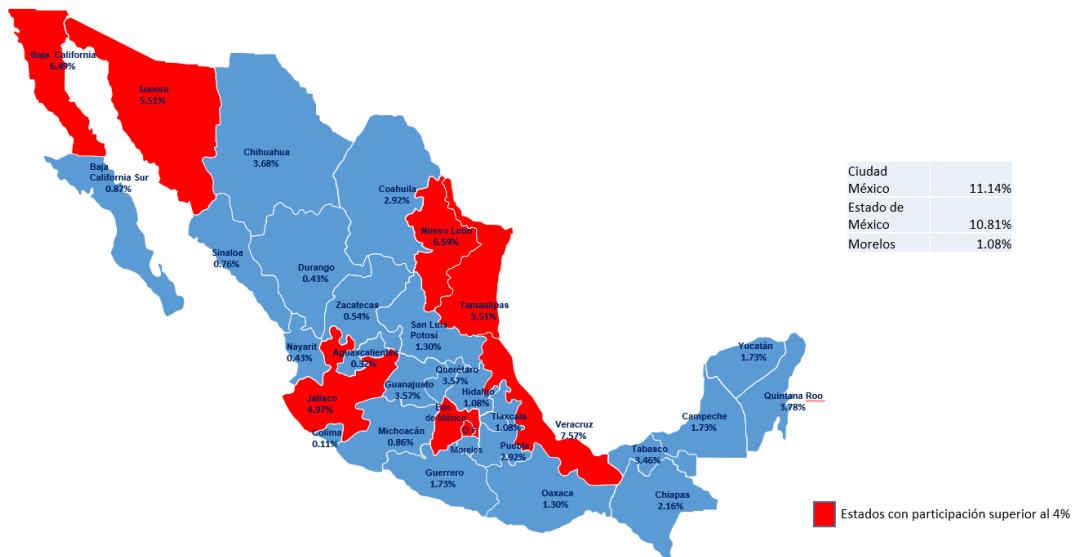 Baja California
6.49%
Sonora
5.51%
Chihuahua
3.68%
Coahuila
2.92%
Baja
California Sur
0.87%
Nuevo León
6.59%
Sinaloa
0.76%
Durango
0.43%
Tamaulipas
5.51%
Zacatecas
0.54%
San Luis
Potosí
1.30%
Nayarit
0.43%
Aguascalientes
0.32%
Querétaro
3.57%
Guanajuato
3.57%
Hidalgo
1.08%
Jalisco
4.97%
Edo
de México
D.F
Tlaxcala
1.08%
Veracruz
7.57%
Colima
0.11%
Michoacán
0.86%
Morelos
Puebla
2.92%
Guerrero
1.73%
Oaxaca
1.30%
Yucatán
1.73%
Quintana Roo
3.78%
Campeche
1.73%
Tabasco
3.46%
Chiapas
2.16%
Ciudad
México 11.14%
Estado de
México 10.81%
Morelos 1.08%
Estados con participación superior al 4%